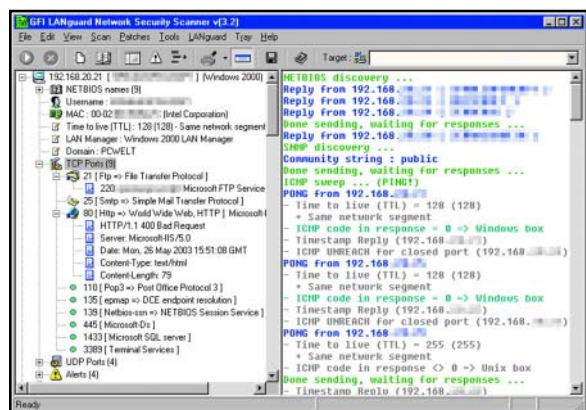 GFI LANguard Network Security Scanner v(3.2)
File Edit View Scan Patches Tools LANguard Tray Help
Target:
192.168.20.21 [ ] (Windows 2000)
NETBIOS names (9)
Username :
MAC : 00-02 (Intel Corporation)
Time to live (TTL) : 128 (128) - Same network segment
LAN Manager : Windows 2000 LAN Manager
Domain : PCWELT
TCP Ports (9)
21 [ Ftp => File Transfer Protocol ]
220 Microsoft FTP Service
25 [ Smtp => Simple Mail Transfer Protocol ]
80 [ Http => World Wide Web, HTTP ] Microsoft-I
HTTP/1.1 400 Bad Request
Server: Microsoft-IIS/5.0
Date: Mon, 26 May 2003 15:51:08 GMT
Content-Type: text/html
Content-Length: 79
110 [ Pop3 => Post Office Protocol 3 ]
135 [ epmap => DCE endpoint resolution ]
139 [ Netbios-ssn => NETBIOS Session Service ]
445 [ Microsoft-Ds ]
1433 [ Microsoft SQL server ]
3389 [ Terminal Services ]
UDP Ports (4)
Alerts (4)
NETBIOS discovery ...
Reply from 192.168.
Reply from 192.168.
Reply from 192.168.
Done sending, waiting for responses ...
Reply from 192.168.
SNMP discovery ...
Community string : public
Done sending, waiting for responses ...
ICMP sweep ... (PING!)
PONG from 192.168.
- Time to live (TTL) = 128 (128)
+ Same network segment
- ICMP code in response = 0 => Windows box
- Timestamp Reply (192.168. )
- ICMP UNREACH for closed port (192.168. )
PONG from 192.168.
- Time to live (TTL) = 128 (128)
+ Same network segment
- ICMP code in response = 0 => Windows box
- Timestamp Reply (192.168. )
- ICMP UNREACH for closed port (192.168. )
PONG from 192.168.
- Time to live (TTL) = 255 (255)
+ Same network segment
- ICMP code in response <> 0 => Unix box
Done sending, waiting for responses ...
- Timestamp Reply (192.168. )
Ready